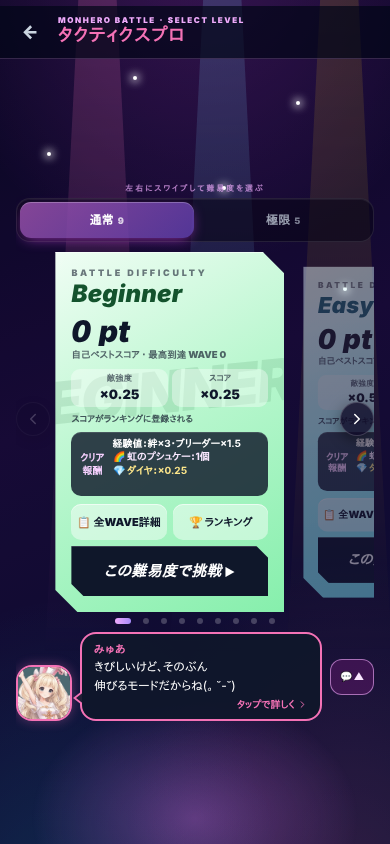 MONHERO BATTLE · SELECT LEVEL
タクティクスプロ
左右にスワイプして難易度を選ぶ
通常 9
極限 5
BATTLE DIFFICULTY
Beginner
0 pt
自己ベストスコア・最高到達 WAVE 0
敵強度
×0.25
スコア
×0.25
スコアがランキングに登録される
クリア
報酬
経験値：絆×3・ブリーダー×1.5
🌈 虹のプシュケー：1個
💎 ダイヤ：×0.25
📋 全WAVE詳細
🏆 ランキング
この難易度で挑戦 ▶
BATTLE D
Easy
0 pt
自己ベストスコ
敵強度
×0.25
スコアがラ
クリア
報酬
📋 全WAV
この
みゅあ
きびしいけど、そのぶん
伸びるモードだからね(。˘ ᵕ ˘)
タップで詳しく ›
💬▲